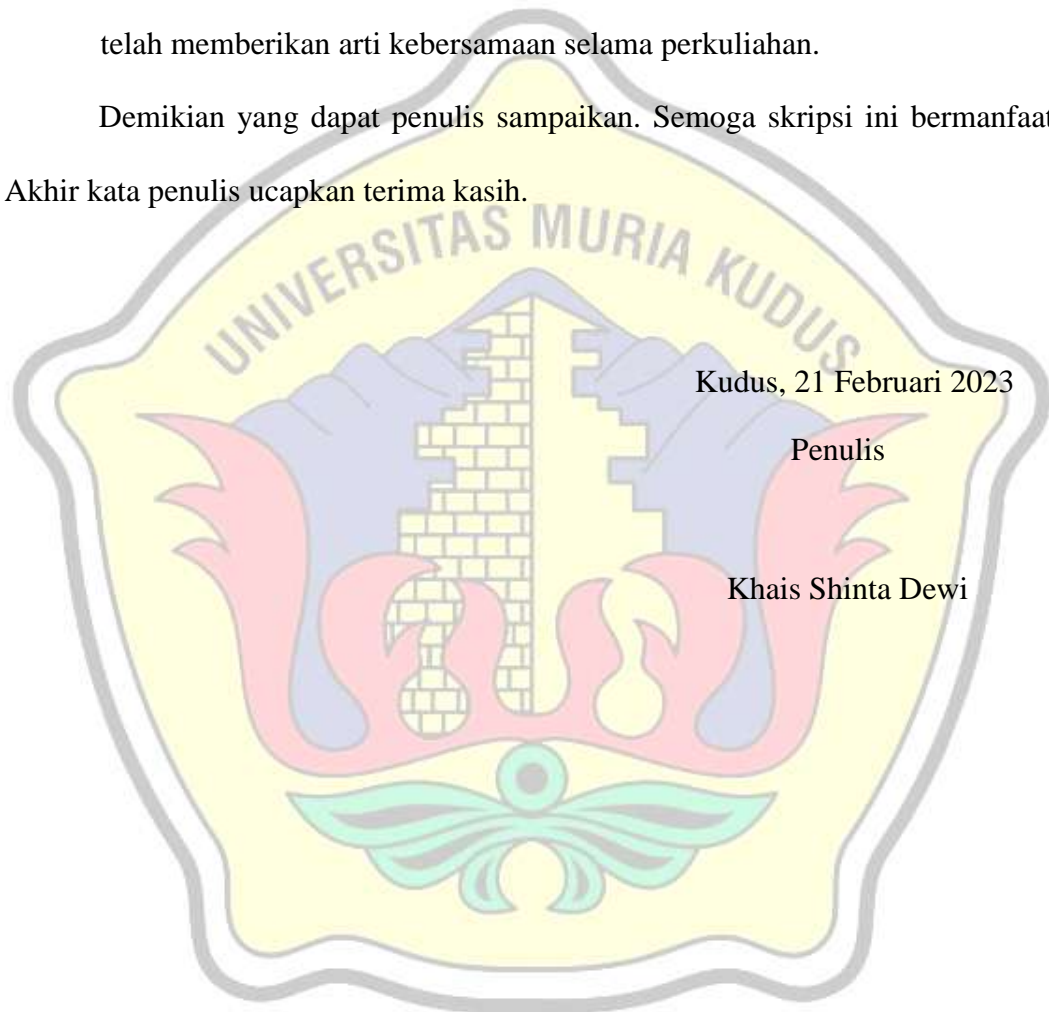 telah memberikan arti kebersamaan selama perkuliahan.
Demikian yang dapat penulis sampaikan. Semoga skripsi ini bermanfaat
Akhir kata penulis ucapkan terima kasih.
UNIVERSITAS MURIA KUDUS
Kudus, 21 Februari 2023
Penulis
Khais Shinta Dewi